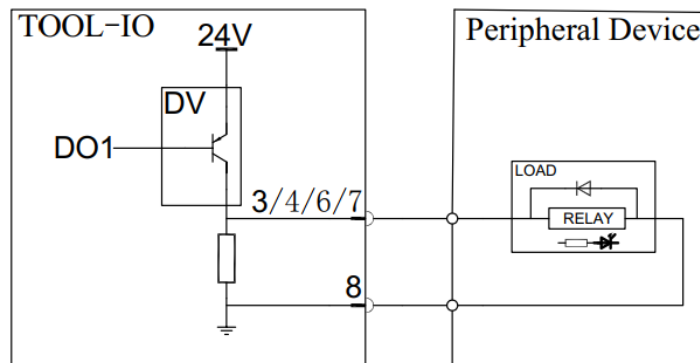 TOOL-IO
Peripheral Device
24V
DV
DO1
LOAD
RELAY
3/4/6/7
8